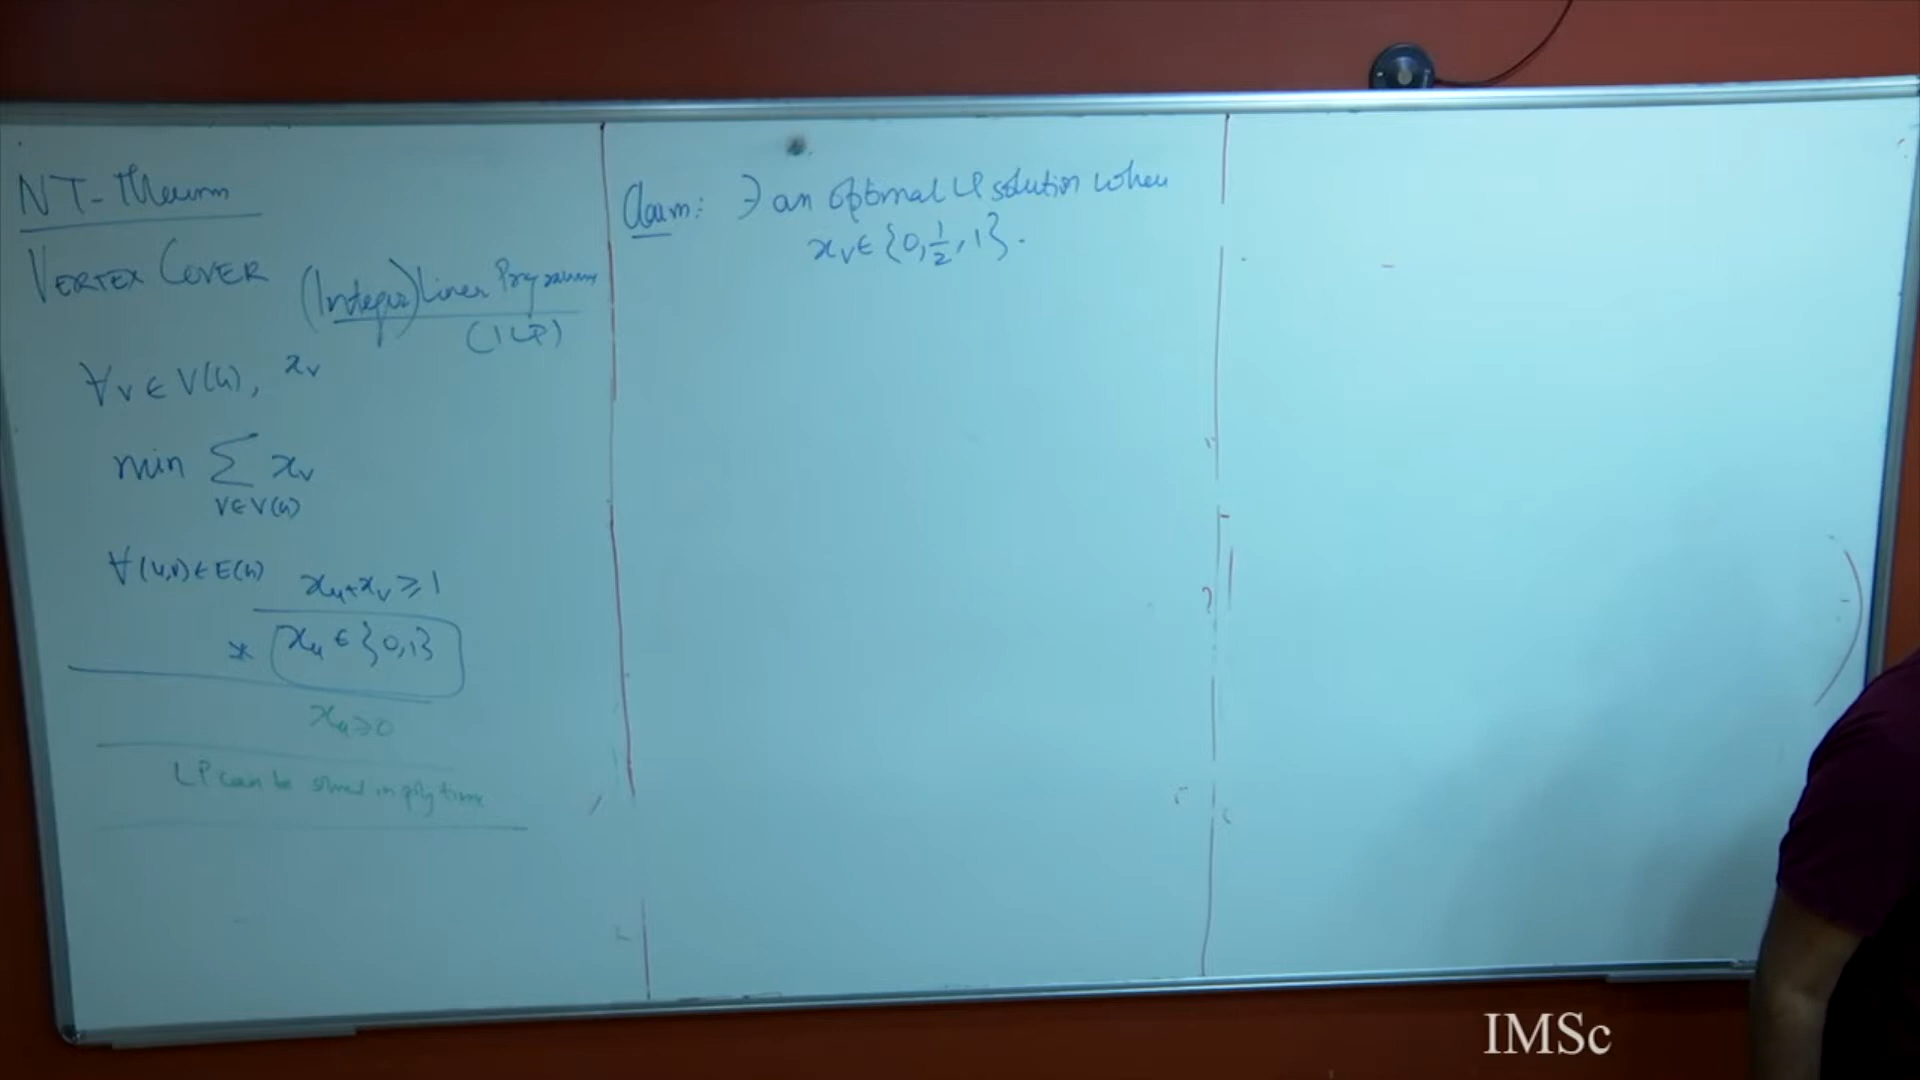 NT-Theorem
VERTEX COVER
(Integer) Linear Programming
(ILP)
∀v ∈ V(G), x_v
min ∑ x_v
v∈V(G)
∀(u,v)∈E(G) x_u+x_v ≥ 1
* x_u ∈ {0,1}
x_u ≥ 0
LP can be solved in poly time
Claim: ∃ an optimal LP solution when
x_v ∈ {0, 1/2, 1}.
IMSc